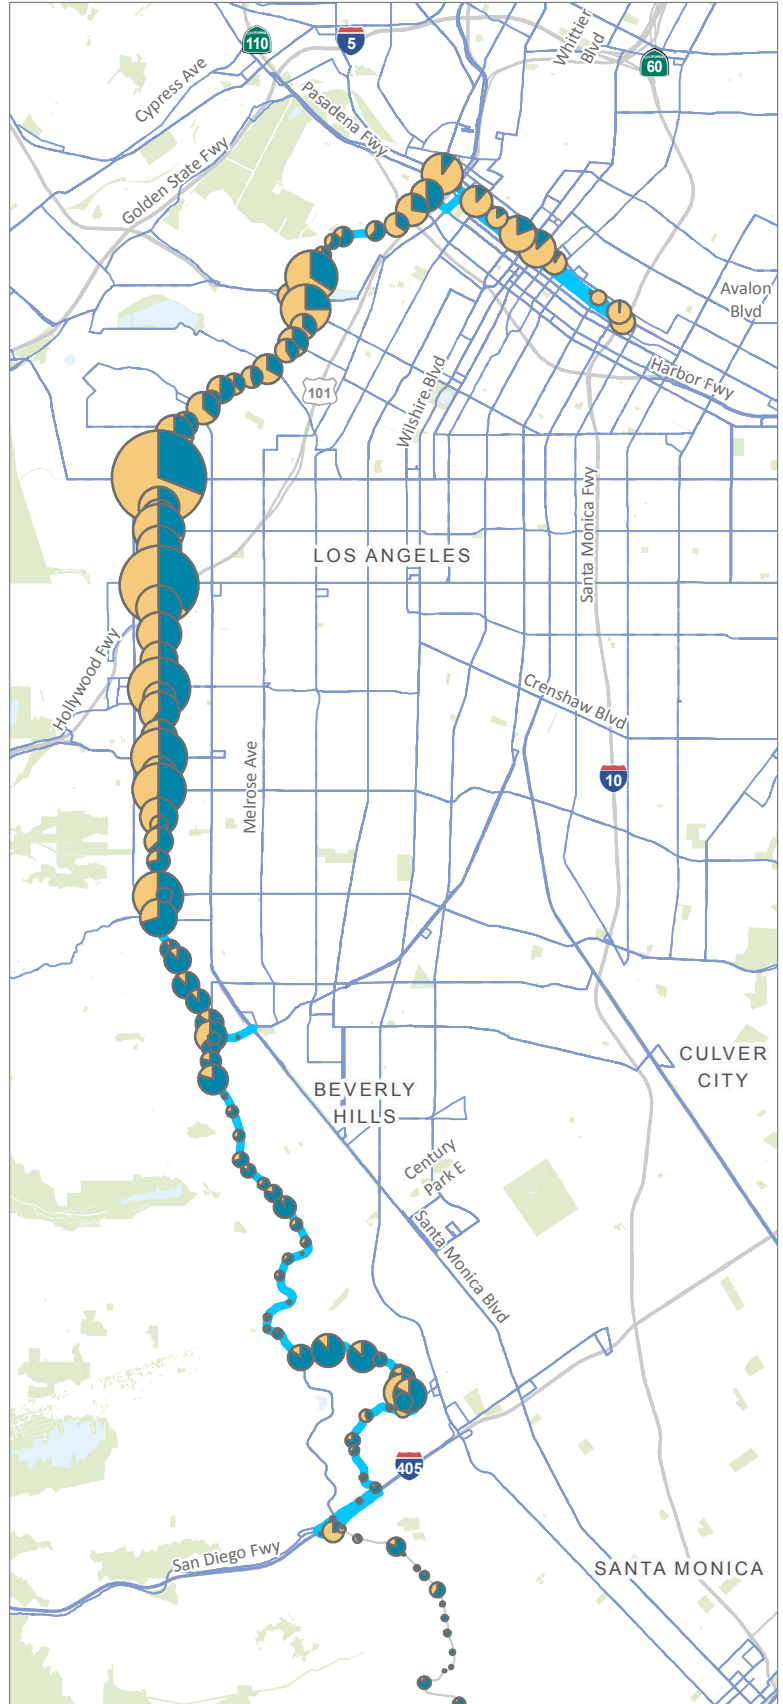 CALIFORNIA
110
5
Whittier
Blvd
CALIFORNIA
60
Cypress Ave
Pasadena Fwy
Golden State Fwy
Avalon
Blvd
Harbor Fwy
101
Wilshire Blvd
Santa Monica Fwy
LOS ANGELES
Hollywood Fwy
Crenshaw Blvd
Melrose Ave
10
CULVER
CITY
BEVERLY
HILLS
Century
Park E
Santa Monica Blvd
405
San Diego Fwy
SANTA MONICA